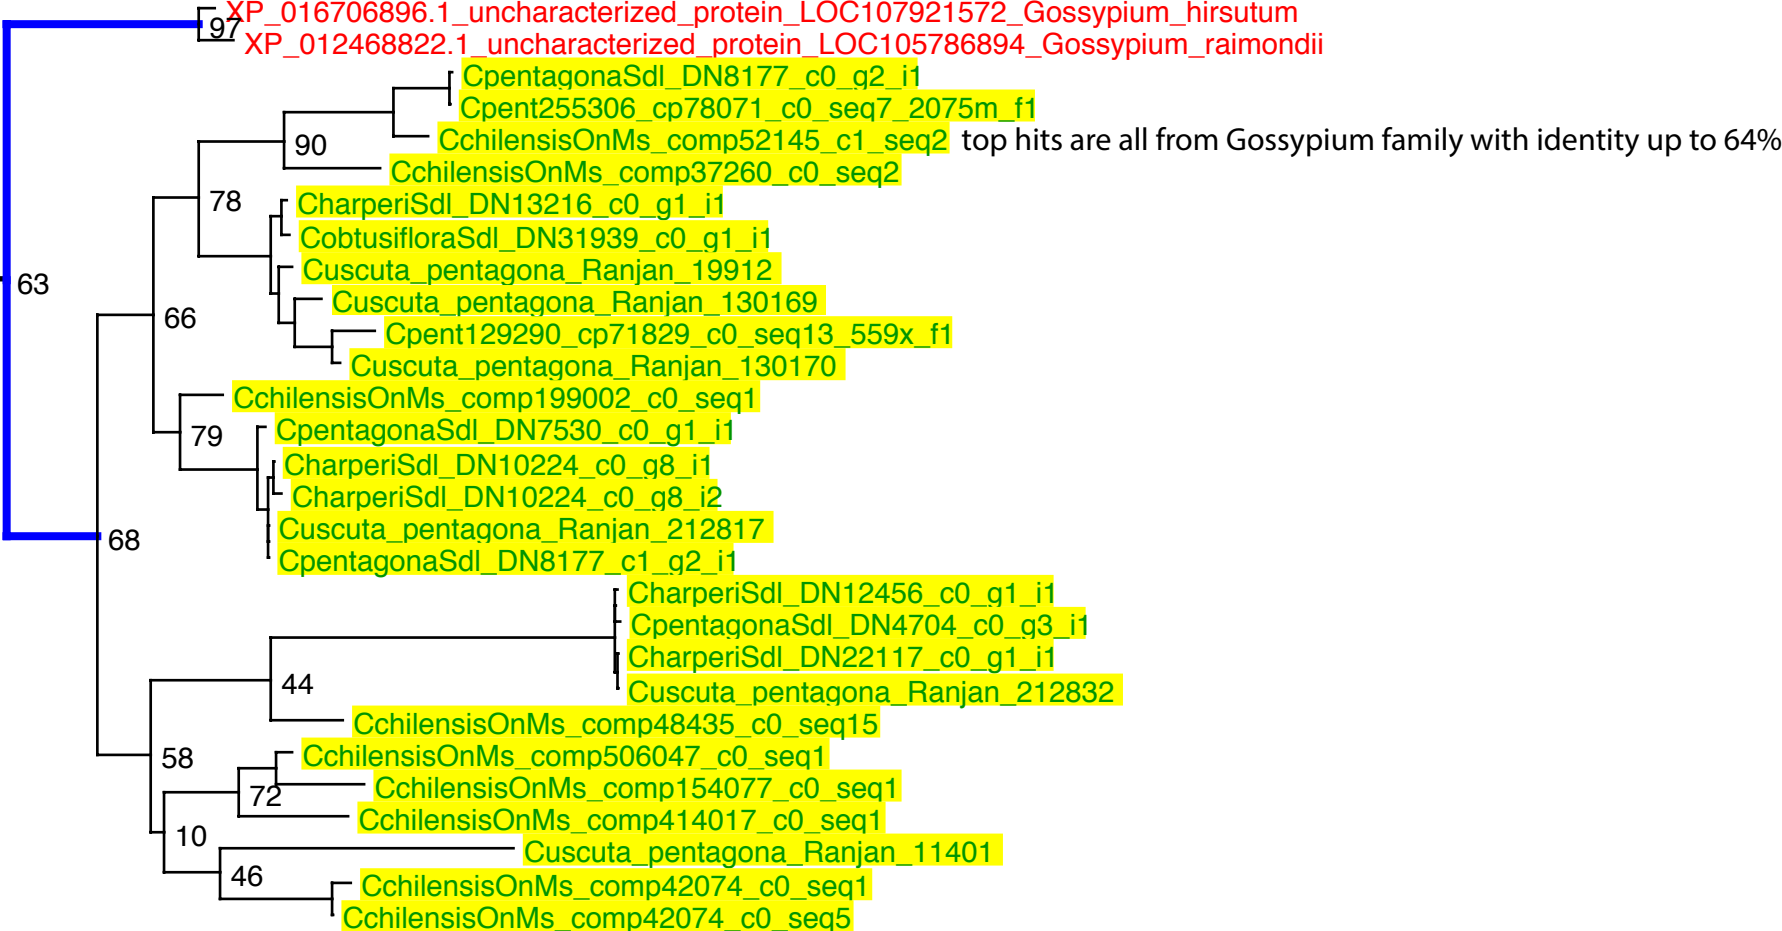 XP_016706896.1_uncharacterized_protein_LOC107921572_Gossypium_hirsutum
97
XP_012468822.1_uncharacterized_protein_LOC105786894_Gossypium_raimondii
CpentagonaSdl_DN8177_c0_g2_i1
Cpent255306_cp78071_c0_seq7_2075m_f1
90
CchilensisOnMs_comp52145_c1_seq2 top hits are all from Gossypium family with identity up to 64%
CchilensisOnMs_comp37260_c0_seq2
78
CharperiSdl_DN13216_c0_g1_i1
CobtusifloraSdl_DN31939_c0_g1_i1
Cuscuta_pentagona_Ranjan_19912
63
Cuscuta_pentagona_Ranjan_130169
66
Cpent129290_cp71829_c0_seq13_559x_f1
Cuscuta_pentagona_Ranjan_130170
CchilensisOnMs_comp199002_c0_seq1
79
CpentagonaSdl_DN7530_c0_g1_i1
CharperiSdl_DN10224_c0_g8_i1
CharperiSdl_DN10224_c0_g8_i2
Cuscuta_pentagona_Ranjan_212817
68
CpentagonaSdl_DN8177_c1_g2_i1
CharperiSdl_DN12456_c0_g1_i1
CpentagonaSdl_DN4704_c0_g3_i1
CharperiSdl_DN22117_c0_g1_i1
44
Cuscuta_pentagona_Ranjan_212832
CchilensisOnMs_comp48435_c0_seq15
58
CchilensisOnMs_comp506047_c0_seq1
CchilensisOnMs_comp154077_c0_seq1
72
CchilensisOnMs_comp414017_c0_seq1
10
Cuscuta_pentagona_Ranjan_11401
46
CchilensisOnMs_comp42074_c0_seq1
CchilensisOnMs_comp42074_c0_seq5